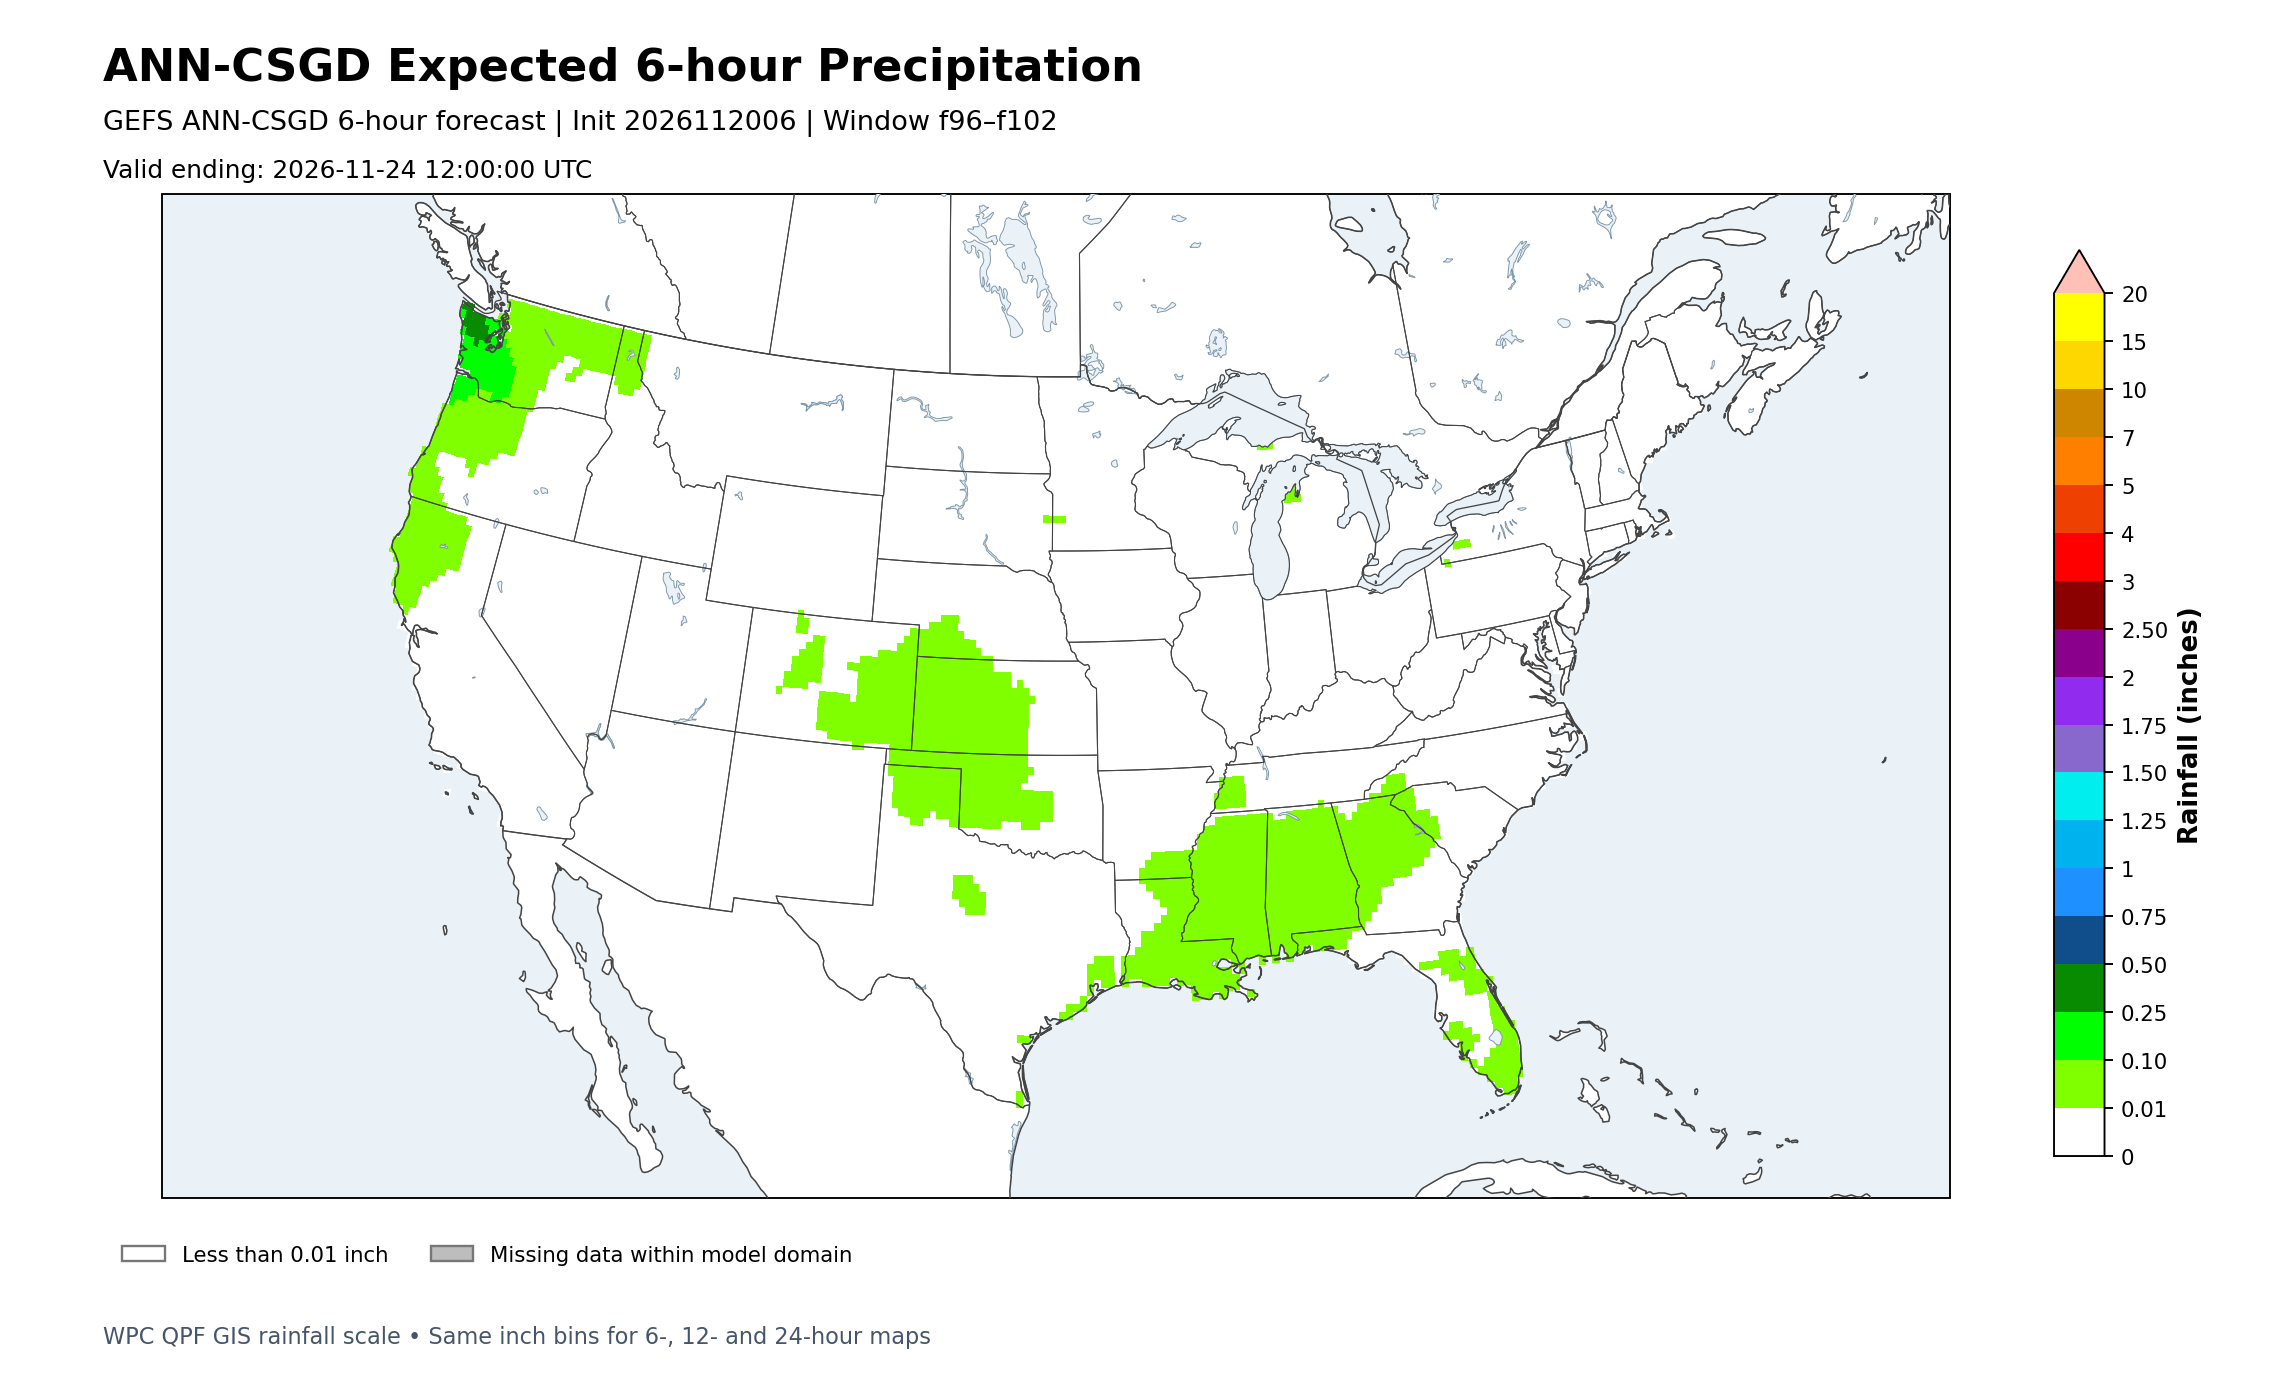 ANN-CSGD Expected 6-hour Precipitation
GEFS ANN-CSGD 6-hour forecast | Init 2026112006 | Window f96–f102
Valid ending: 2026-11-24 12:00:00 UTC
20
15
10
7
5
4
3
2.50
2
1.75
1.50
1.25
1
0.75
0.50
0.25
0.10
0.01
0
Rainfall (inches)
Less than 0.01 inch
Missing data within model domain
WPC QPF GIS rainfall scale • Same inch bins for 6-, 12- and 24-hour maps